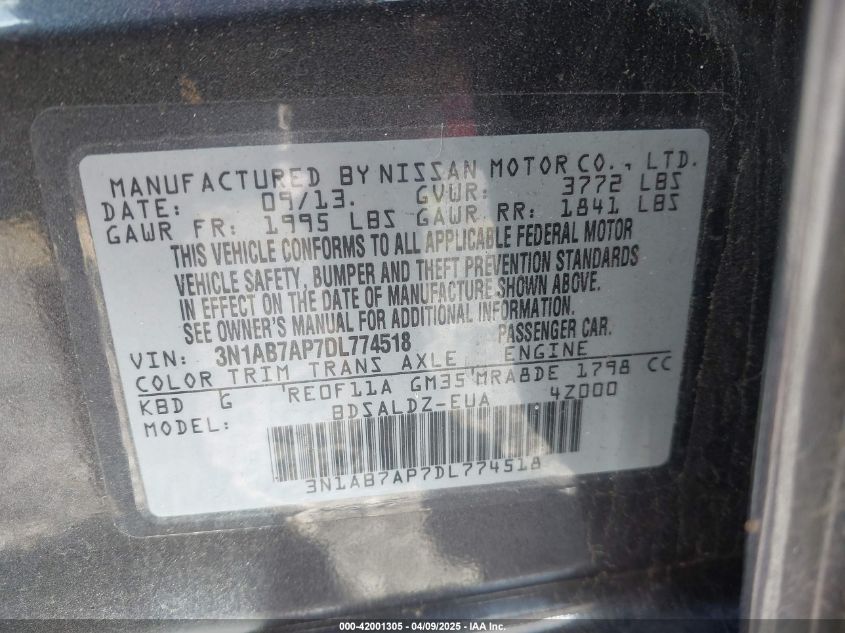 MANUFACTURED BY NISSAN MOTOR CO., LTD.
DATE: 09/13. GVWR: 3772 LBS
GAWR FR: 1995 LBS GAWR RR: 1841 LBS
THIS VEHICLE CONFORMS TO ALL APPLICABLE FEDERAL MOTOR
VEHICLE SAFETY, BUMPER AND THEFT PREVENTION STANDARDS
IN EFFECT ON THE DATE OF MANUFACTURE SHOWN ABOVE.
SEE OWNER'S MANUAL FOR ADDITIONAL INFORMATION.
VIN: 3N1AB7AP7DL774518 PASSENGER CAR.
COLOR TRIM TRANS AXLE ENGINE
KBD G RE0F11A GM35 MRA8DE 1798 CC
MODEL: BDSALDZ-EUA 4Z000
3N1AB7AP7DL774518
000-42001305 | 04/09/2025 - IAA Inc.